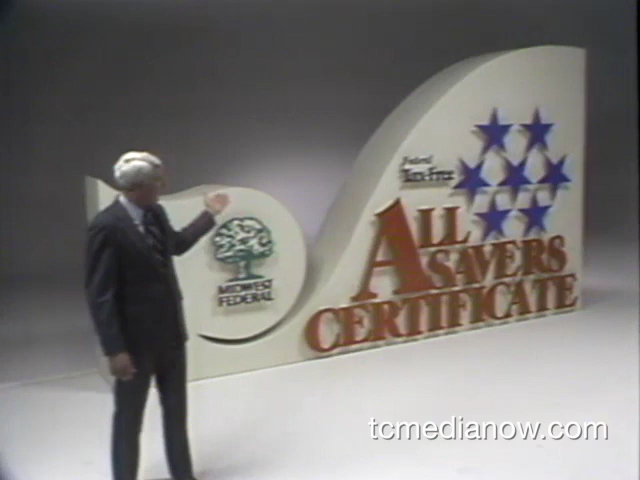 Federal
Tax-Free
ALL
SAVERS
CERTIFICATE
MIDWEST
FEDERAL
tcmedianow.com